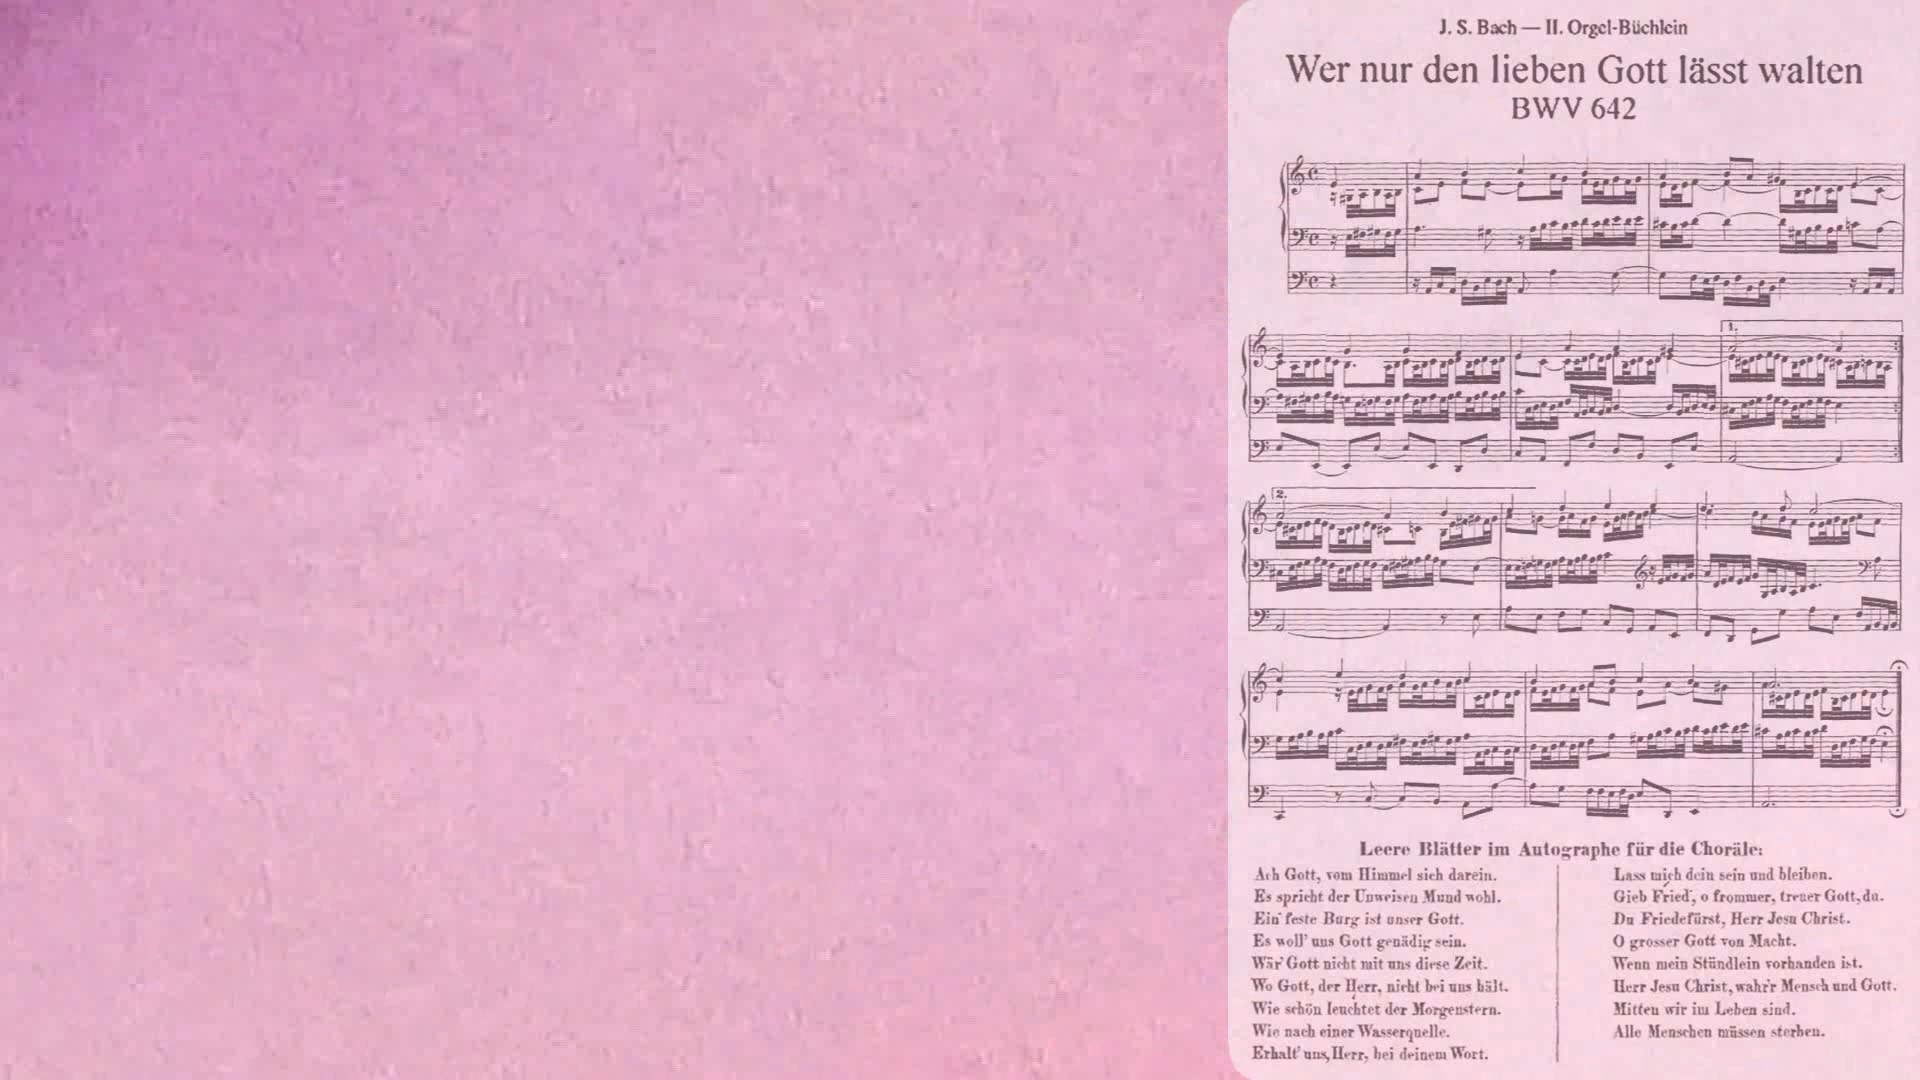 J. S. Bach — II. Orgel-Büchlein
Wer nur den lieben Gott lässt walten
BWV 642
1.
2.
Leere Blätter im Autographe für die Choräle:
Ach Gott, vom Himmel sieh darein.
Es spricht der Unweisen Mund wohl.
Ein' feste Burg ist unser Gott.
Es woll' uns Gott genädig sein.
Wär' Gott nicht mit uns diese Zeit.
Wo Gott, der Herr, nicht bei uns hält.
Wie schön leuchtet der Morgenstern.
Wie nach einer Wasserquelle.
Erhalt' uns, Herr, bei deinem Wort.
Lass mich dein sein und bleiben.
Gieb Fried', o frommer, treuer Gott, du.
Du Friedefürst, Herr Jesu Christ.
O grosser Gott von Macht.
Wenn mein Stündlein vorhanden ist.
Herr Jesu Christ, wahr'r Mensch und Gott.
Mitten wir im Leben sind.
Alle Menschen müssen sterben.